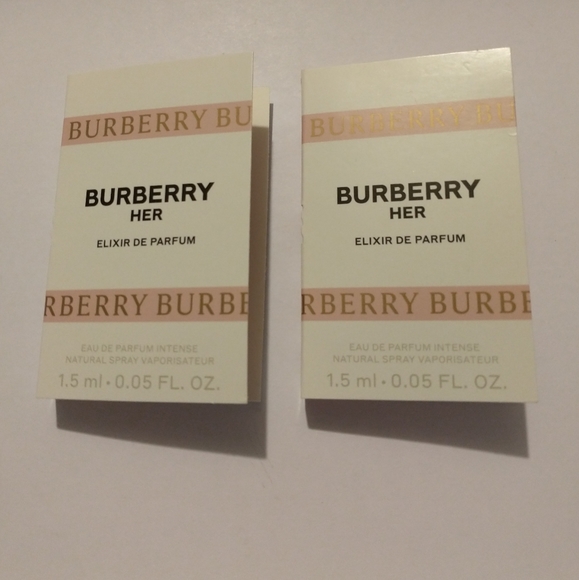 BURBERRY BU
BURBERRY
HER
ELIXIR DE PARFUM
RBERRY BURBE
EAU DE PARFUM INTENSE
NATURAL SPRAY VAPORISATEUR
1.5 ml • 0.05 FL. OZ.
BURBERRY BU
BURBERRY
HER
ELIXIR DE PARFUM
RBERRY BURBE
EAU DE PARFUM INTENSE
NATURAL SPRAY VAPORISATEUR
1.5 ml • 0.05 FL. OZ.